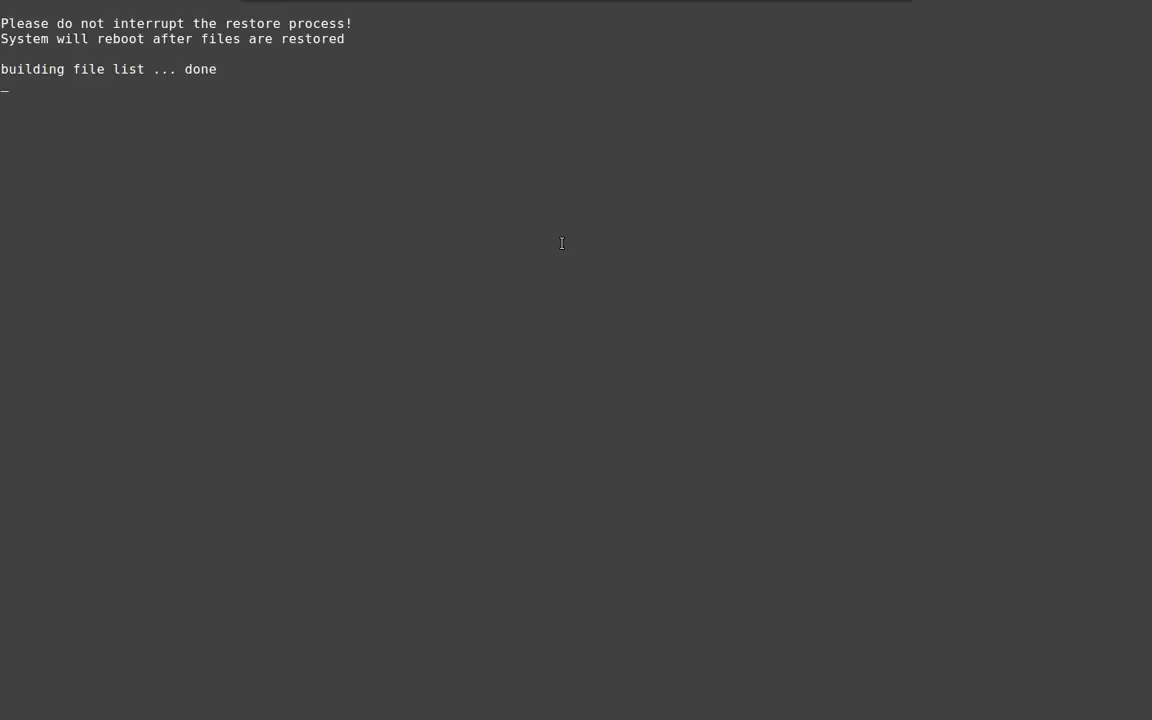 Please do not interrupt the restore process!
System will reboot after files are restored
building file list ... done
_